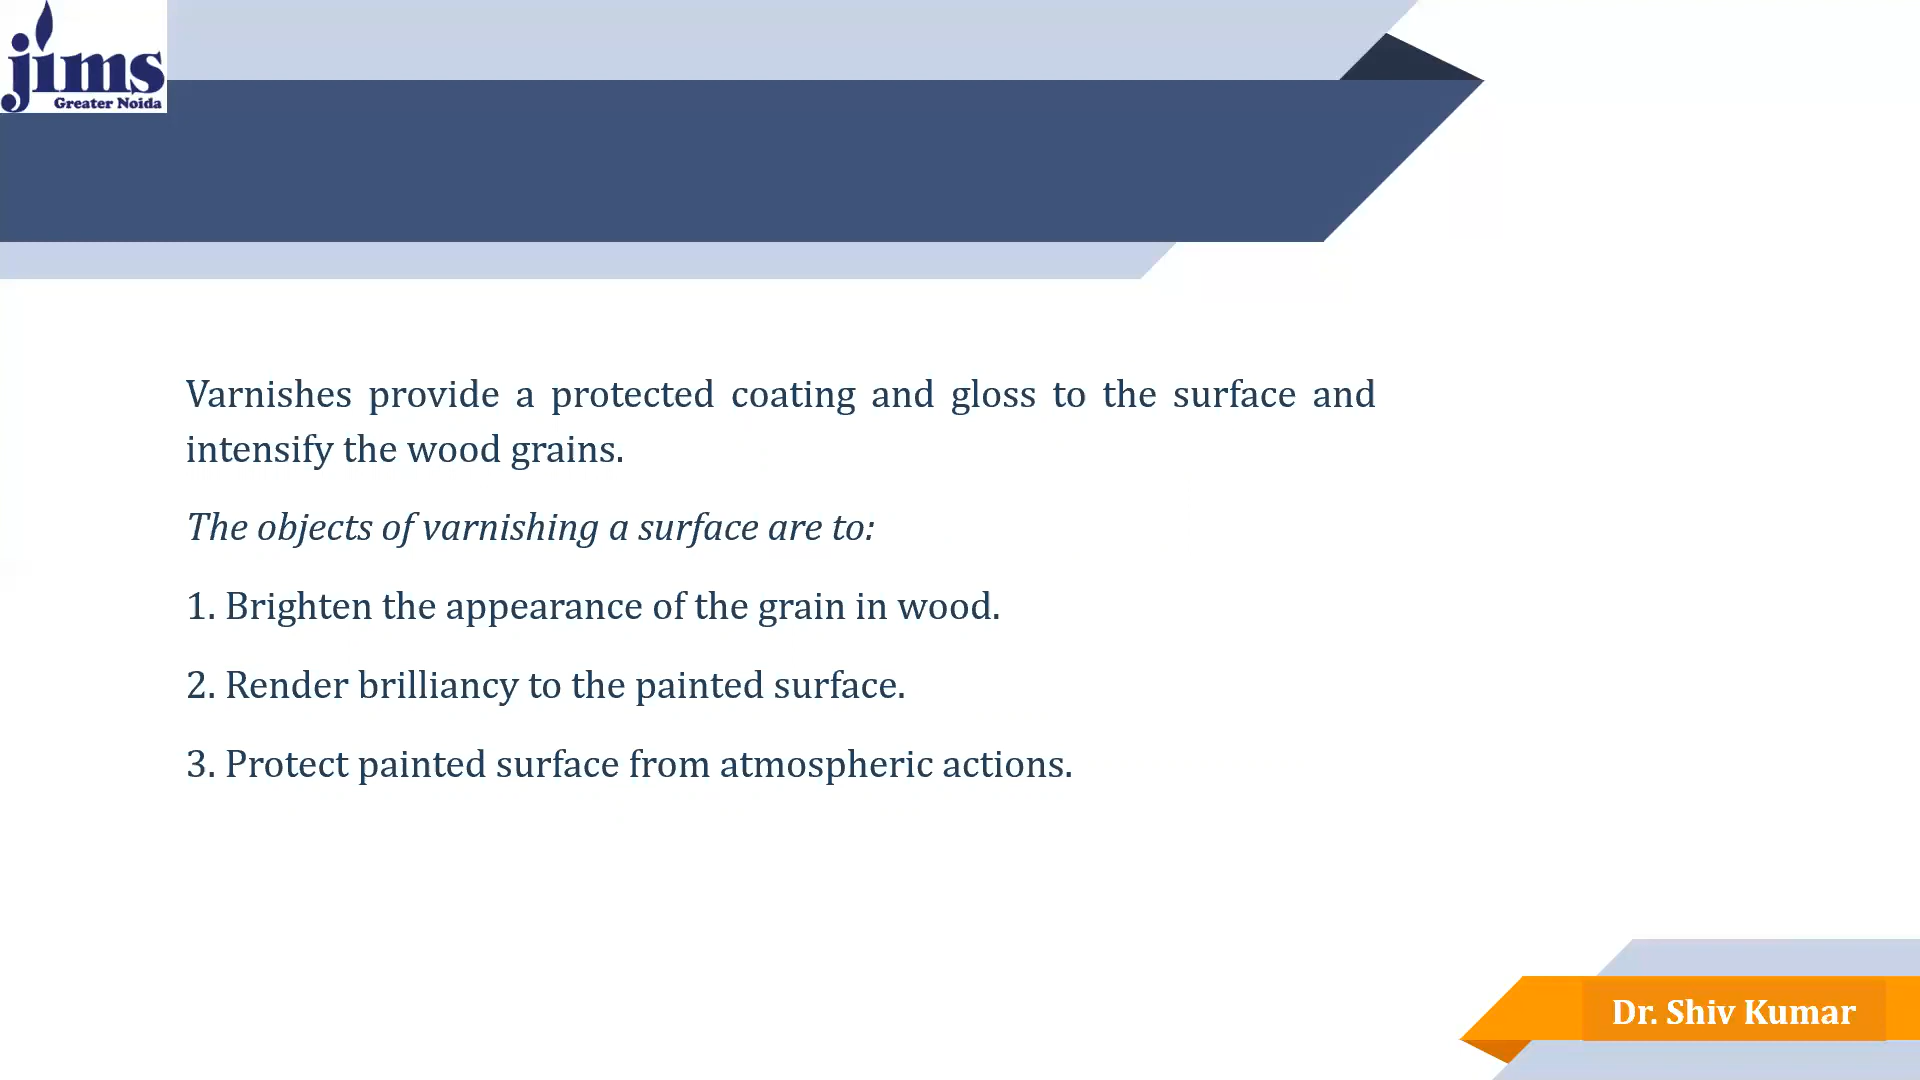 jims
Greater Noida
Varnishes provide a protected coating and gloss to the surface and
intensify the wood grains.
The objects of varnishing a surface are to:
1. Brighten the appearance of the grain in wood.
2. Render brilliancy to the painted surface.
3. Protect painted surface from atmospheric actions.
Dr. Shiv Kumar